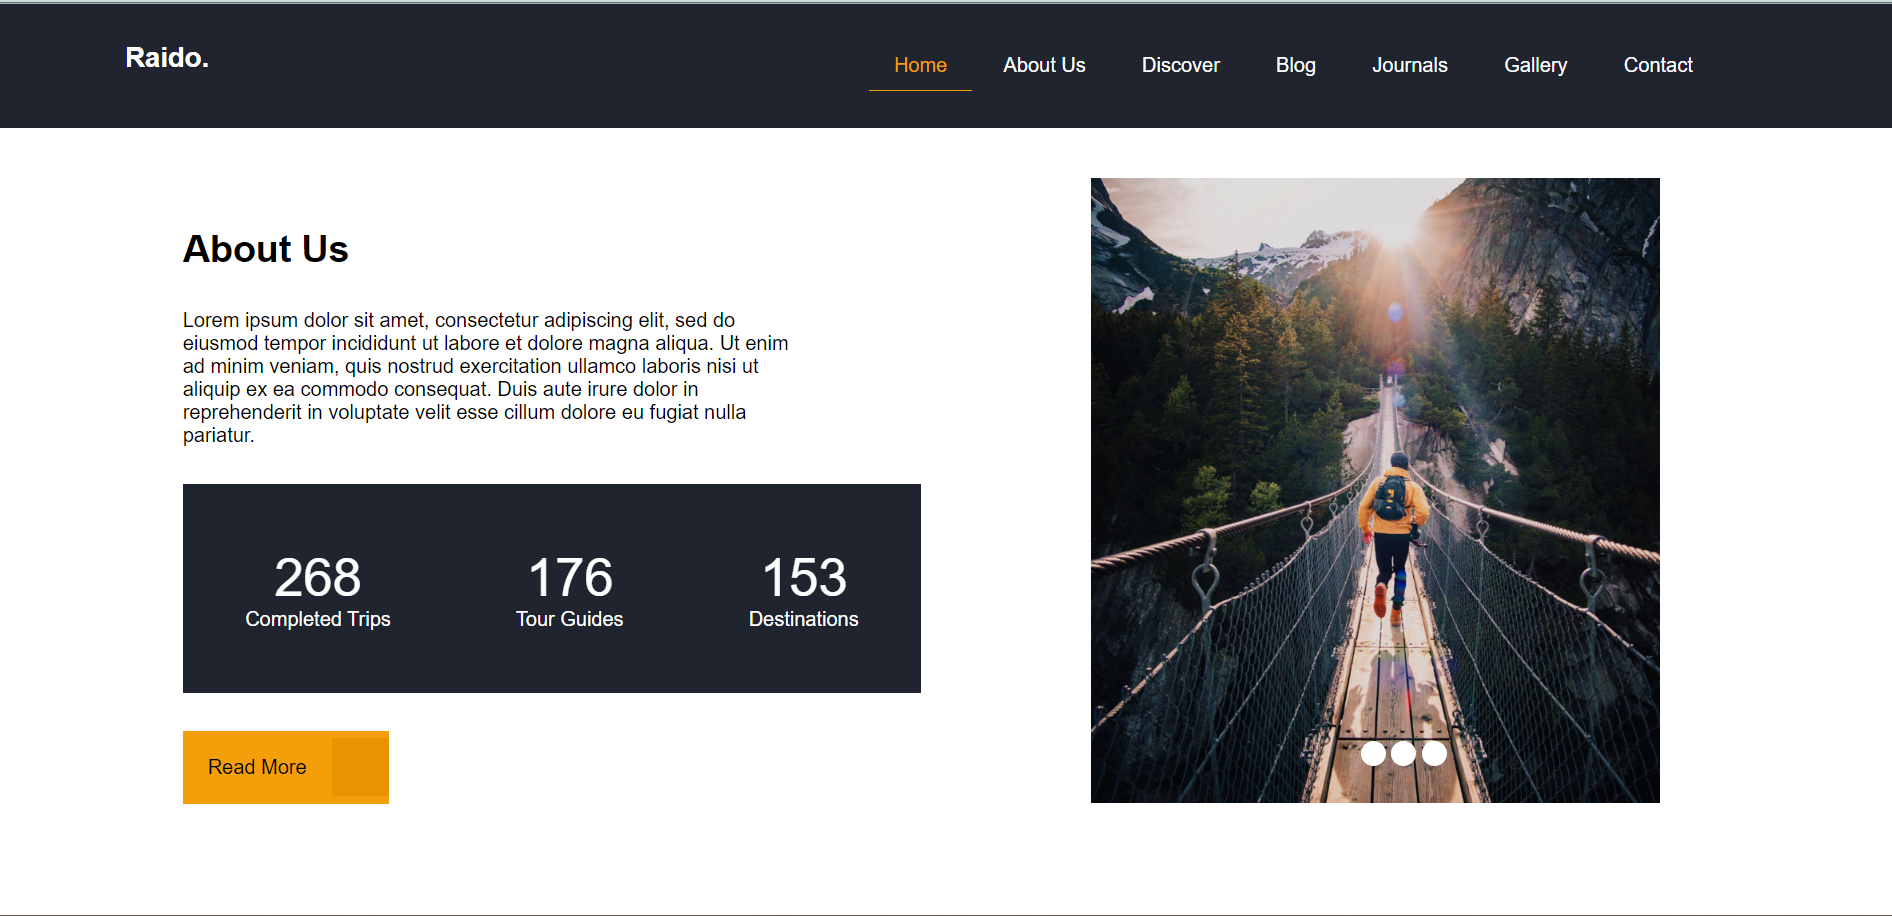 Raido.
Home About Us Discover Blog Journals Gallery Contact
About Us
Lorem ipsum dolor sit amet, consectetur adipiscing elit, sed do
eiusmod tempor incididunt ut labore et dolore magna aliqua. Ut enim
ad minim veniam, quis nostrud exercitation ullamco laboris nisi ut
aliquip ex ea commodo consequat. Duis aute irure dolor in
reprehenderit in voluptate velit esse cillum dolore eu fugiat nulla
pariatur.
268 176 153
Completed Trips Tour Guides Destinations
Read More